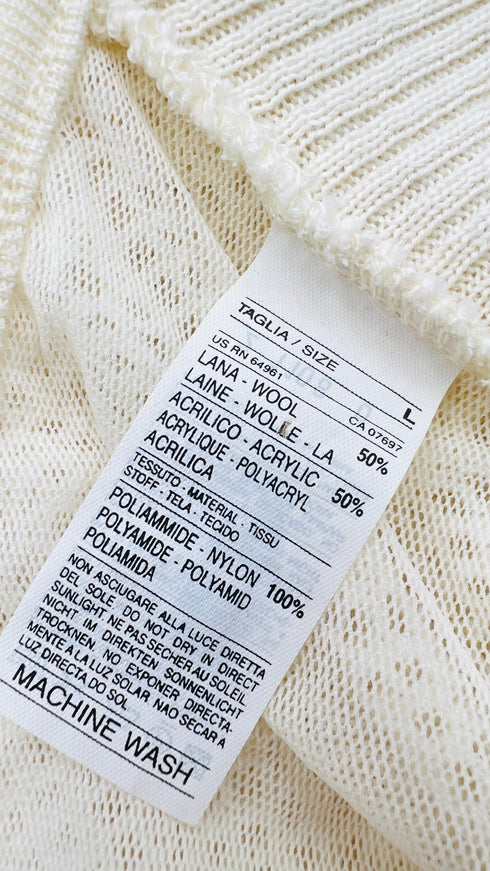 TAGLIA / SIZE L
US RN 64961 CA 07697
LANA - WOOL
LAINE - WOLLE - LA 50%
ACRILICO - ACRYLIC
ACRYLIQUE - POLYACRYL 50%
ACRILICA
TESSUTO - MATERIAL - TISSU
STOFF - TELA - TECIDO
POLIAMMIDE - NYLON
POLYAMIDE - POLYAMID 100%
POLIAMIDA
NON ASCIUGARE ALLA LUCE DIRETTA
DEL SOLE. DO NOT DRY IN DIRECT
SUNLIGHT NE PAS SECHER AU SOLEIL
NICHT IM DIREKTEN SONNENLICHT
TROCKNEN. NO EXPONER DIRECTA-
MENTE A LA LUZ SOLAR NAO SECAR A
LUZ DIRECTA DO SOL
MACHINE WASH